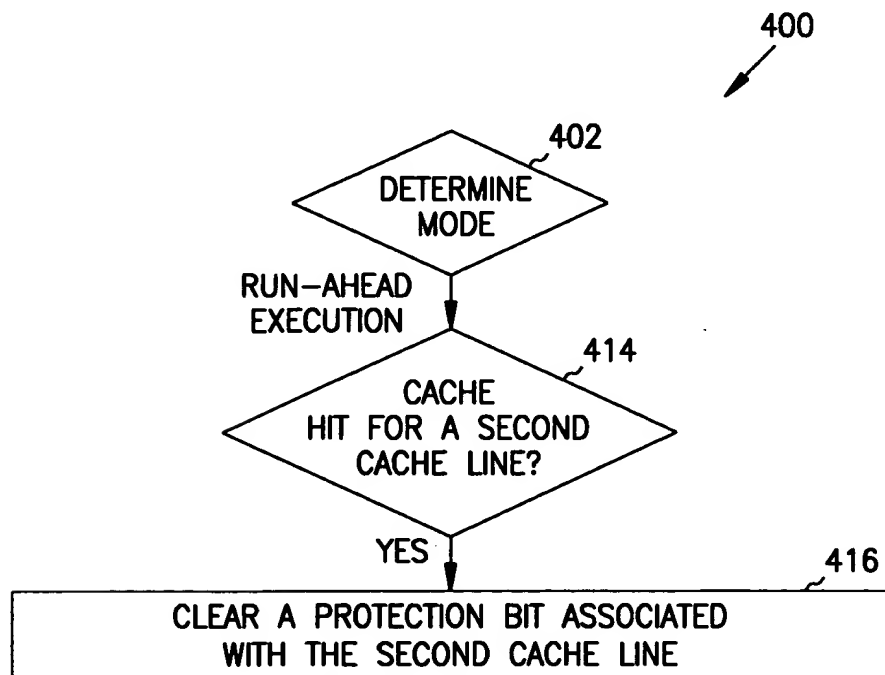 400
402
DETERMINE
MODE
RUN-AHEAD
EXECUTION
414
CACHE
HIT FOR A SECOND
CACHE LINE?
YES
416
CLEAR A PROTECTION BIT ASSOCIATED
WITH THE SECOND CACHE LINE